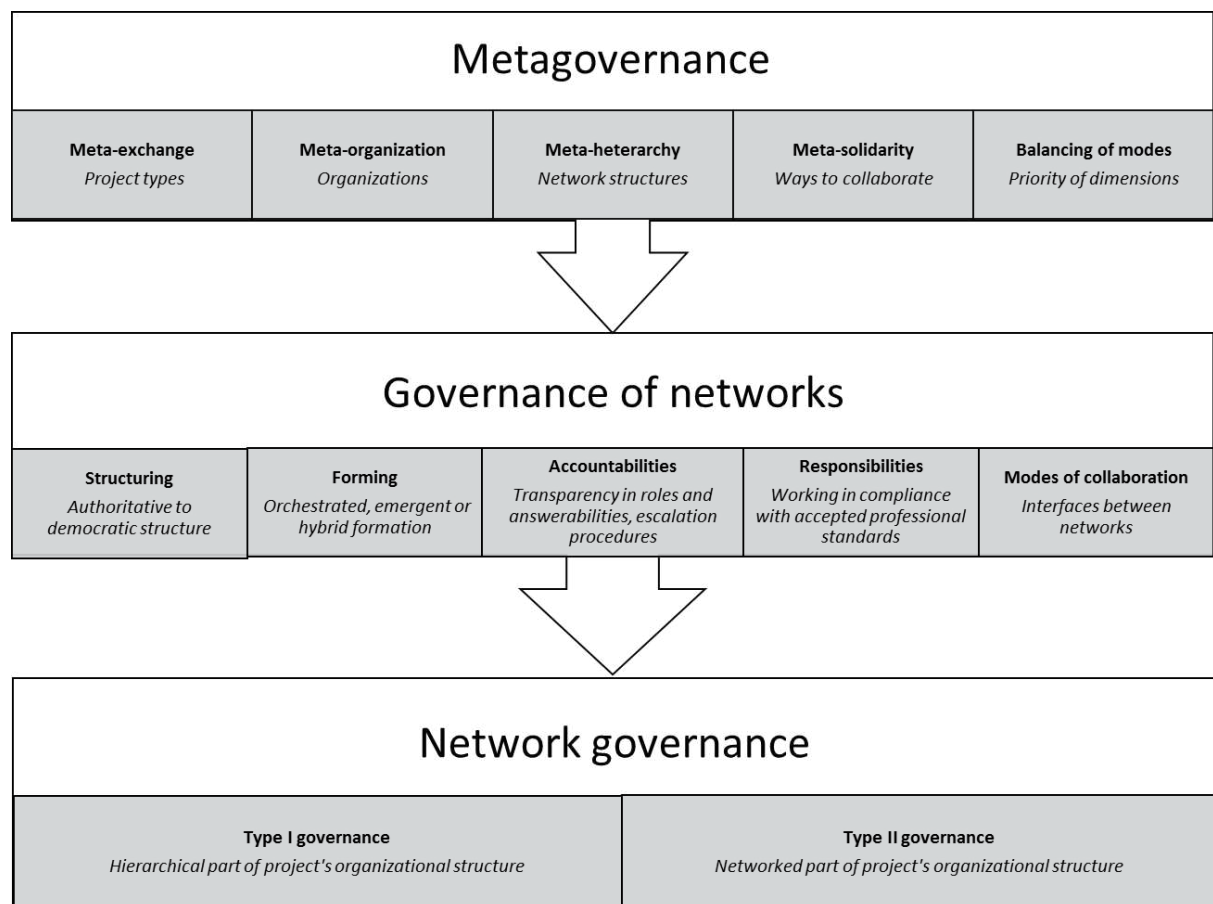 Metagovernance
Meta-exchange
Project types
Meta-organization
Organizations
Meta-heterarchy
Network structures
Meta-solidarity
Ways to collaborate
Balancing of modes
Priority of dimensions
Governance of networks
Structuring
Authoritative to
democratic structure
Forming
Orchestrated, emergent or
hybrid formation
Accountabilities
Transparency in roles and
answerabilities, escalation
procedures
Responsibilities
Working in compliance
with accepted professional
standards
Modes of collaboration
Interfaces between
networks
Network governance
Type I governance
Hierarchical part of project's organizational structure
Type II governance
Networked part of project's organizational structure